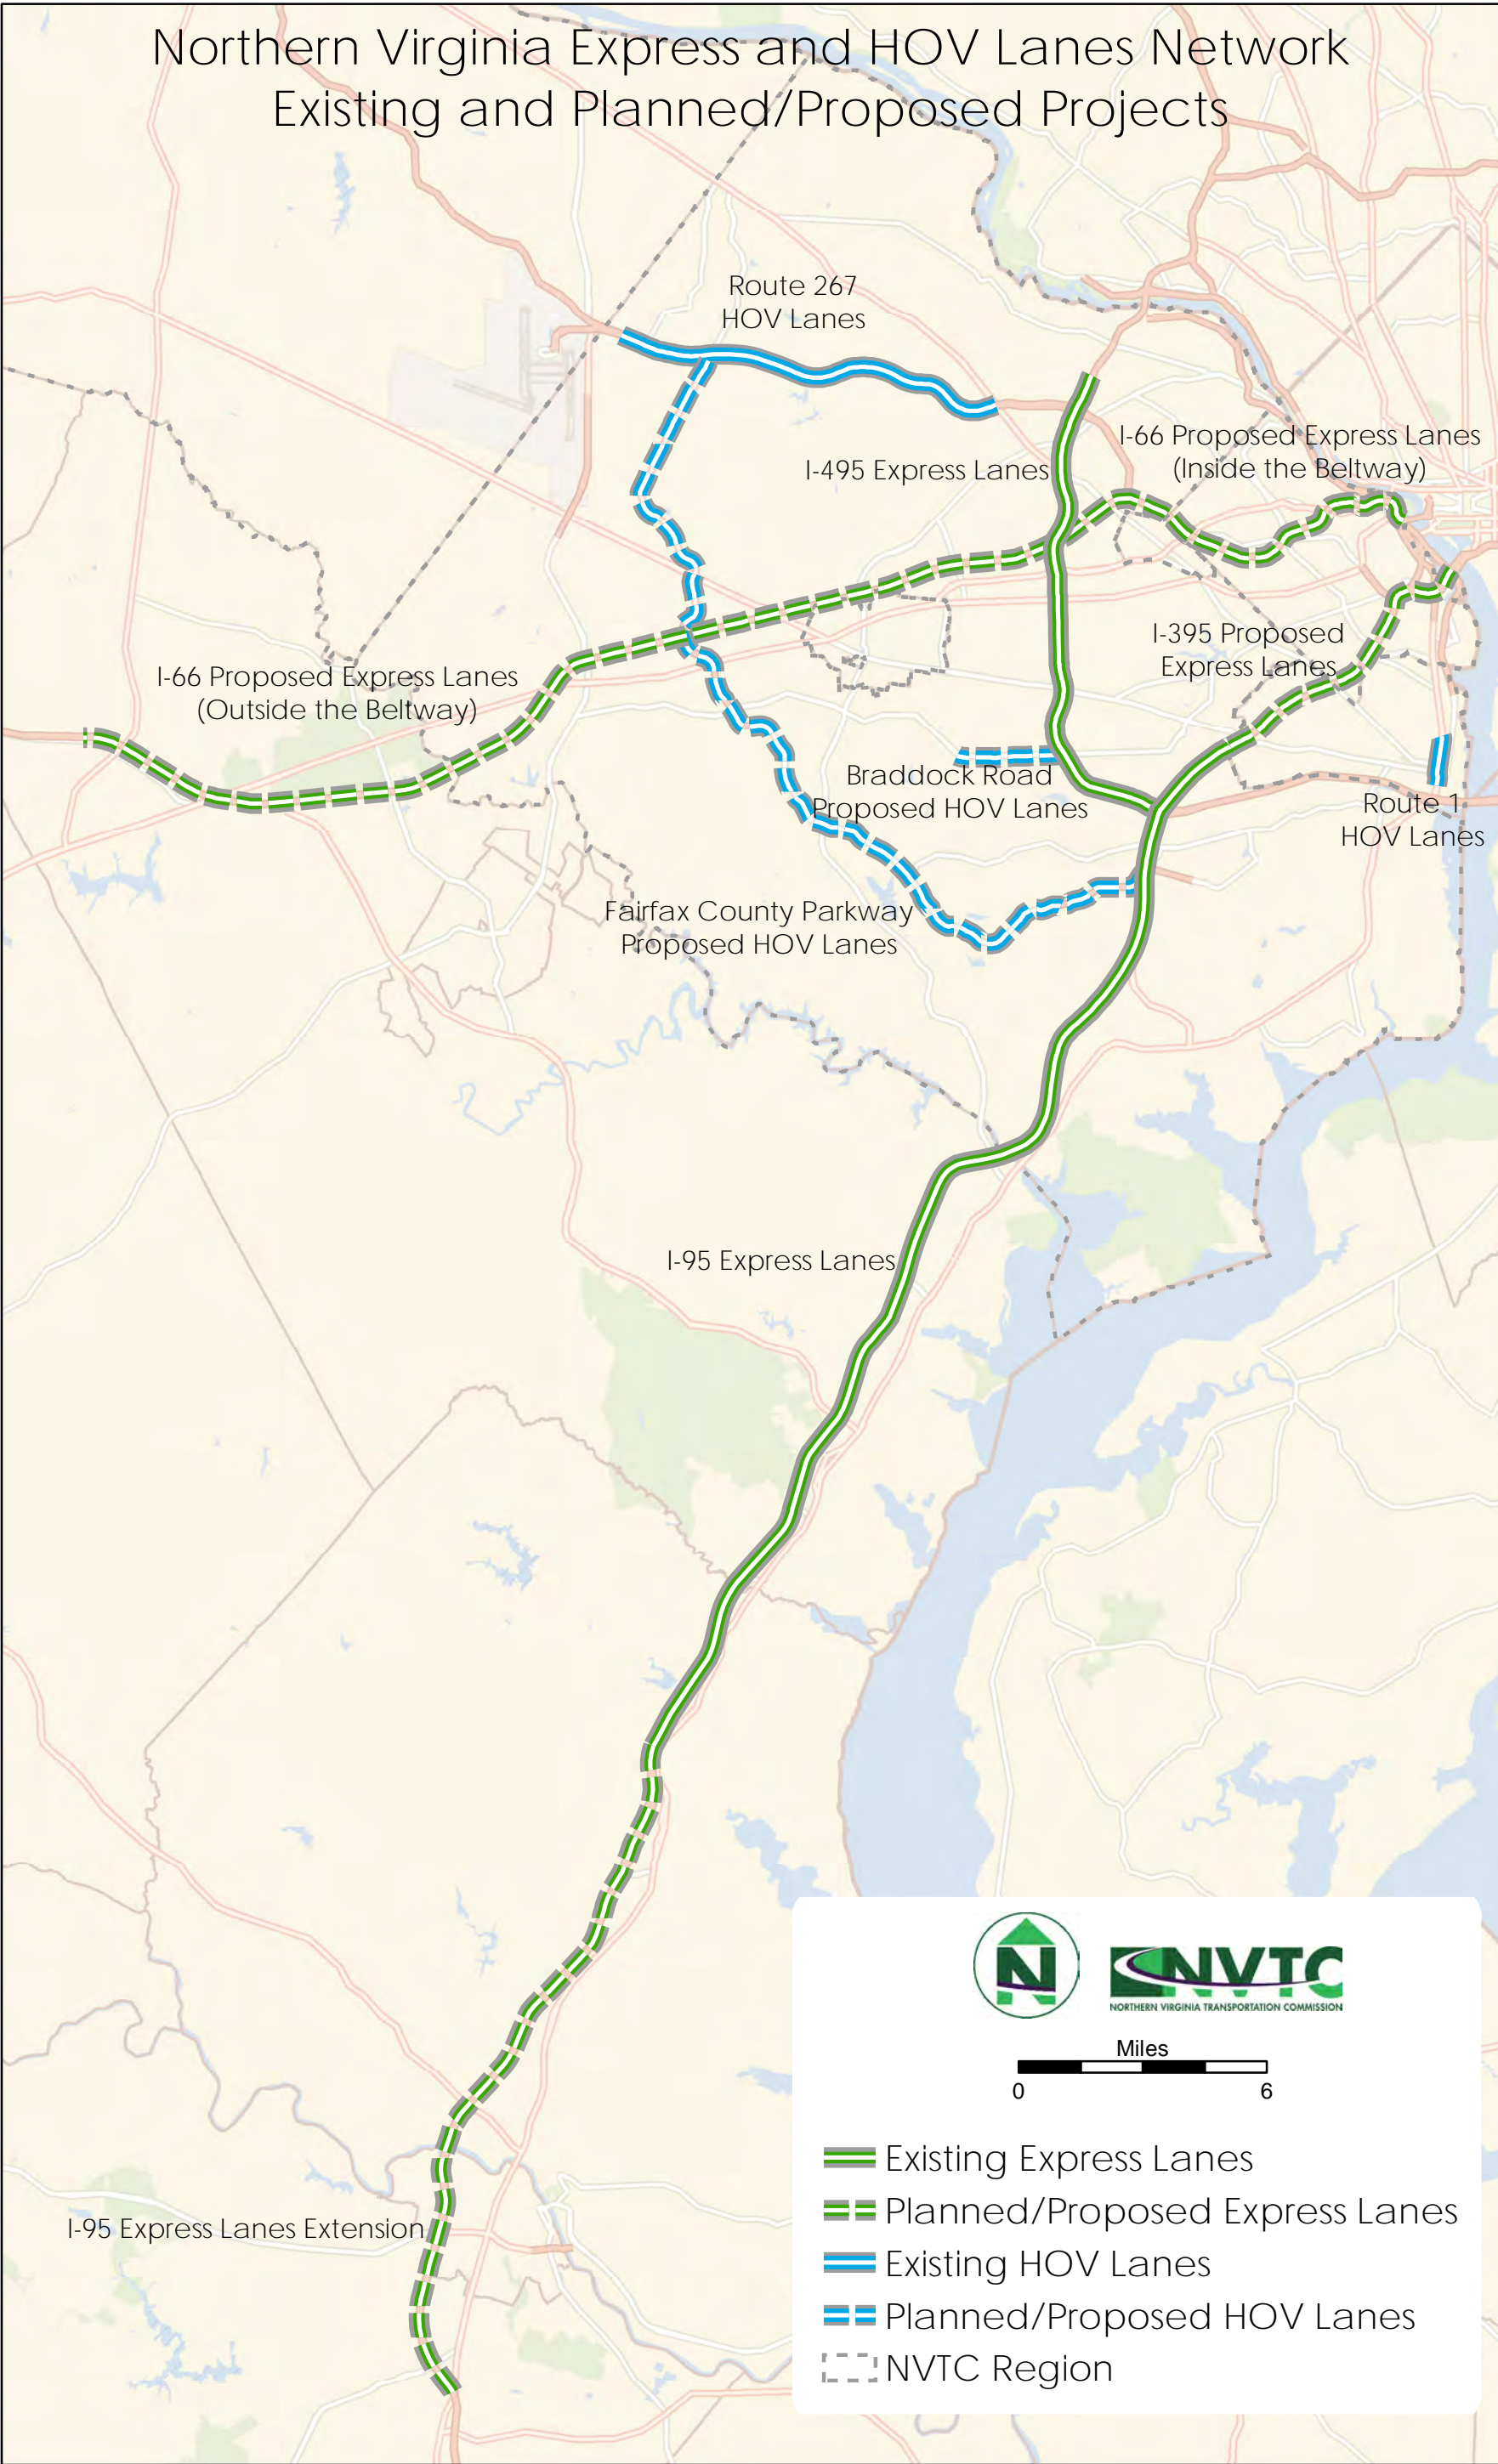 Northern Virginia Express and HOV Lanes Network
Existing and Planned/Proposed Projects
Route 267
HOV Lanes
I-66 Proposed Express Lanes
(Inside the Beltway)
I-495 Express Lanes
I-395 Proposed
Express Lanes
I-66 Proposed Express Lanes
(Outside the Beltway)
Braddock Road
Proposed HOV Lanes
Route 1
HOV Lanes
Fairfax County Parkway
Proposed HOV Lanes
I-95 Express Lanes
I-95 Express Lanes Extension
N
NVTC
NORTHERN VIRGINIA TRANSPORTATION COMMISSION
Miles
0 6
Existing Express Lanes
Planned/Proposed Express Lanes
Existing HOV Lanes
Planned/Proposed HOV Lanes
NVTC Region